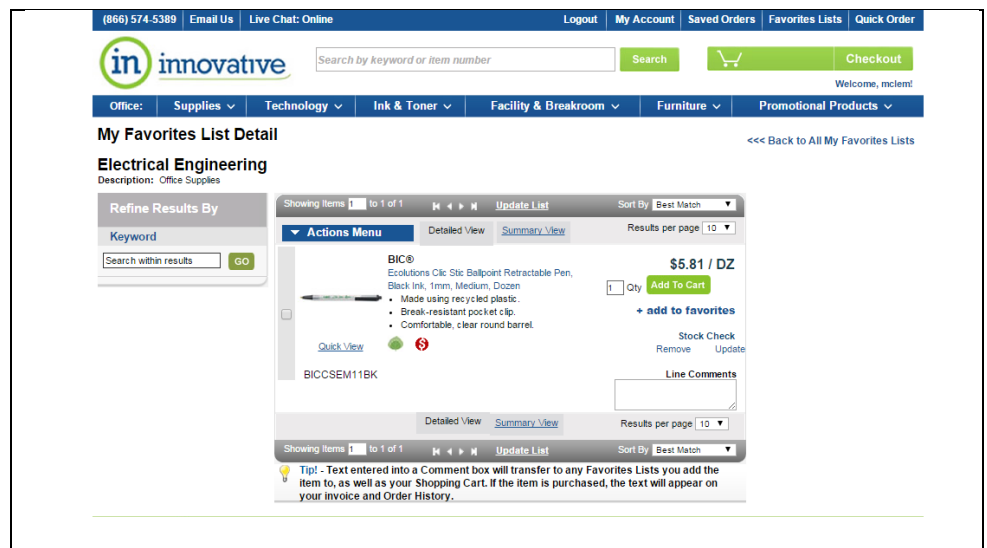 (866) 574-5389 Email Us Live Chat: Online Logout My Account Saved Orders Favorites Lists Quick Order
in innovative Search by keyword or item number Search Checkout
Welcome, mclem!
Office: Supplies Technology Ink & Toner Facility & Breakroom Furniture Promotional Products
My Favorites List Detail
<<< Back to All My Favorites Lists
Electrical Engineering
Description: Office Supplies
Refine Results By
Keyword
Search within results GO
Showing Items 1 to 1 of 1 Update List Sort By Best Match
Actions Menu Detailed View Summary View Results per page 10
BIC®
Ecolutions Clic Stic Ballpoint Retractable Pen,
Black Ink, 1mm, Medium, Dozen
• Made using recycled plastic.
• Break-resistant pocket clip.
• Comfortable, clear round barrel.
$5.81 / DZ
1 Qty Add To Cart
+ add to favorites
Stock Check
Remove Update
Quick View $
BICCSEM11BK
Line Comments
Detailed View Summary View Results per page 10
Showing Items 1 to 1 of 1 Update List Sort By Best Match
Tip! - Text entered into a Comment box will transfer to any Favorites Lists you add the
item to, as well as your Shopping Cart. If the item is purchased, the text will appear on
your invoice and Order History.